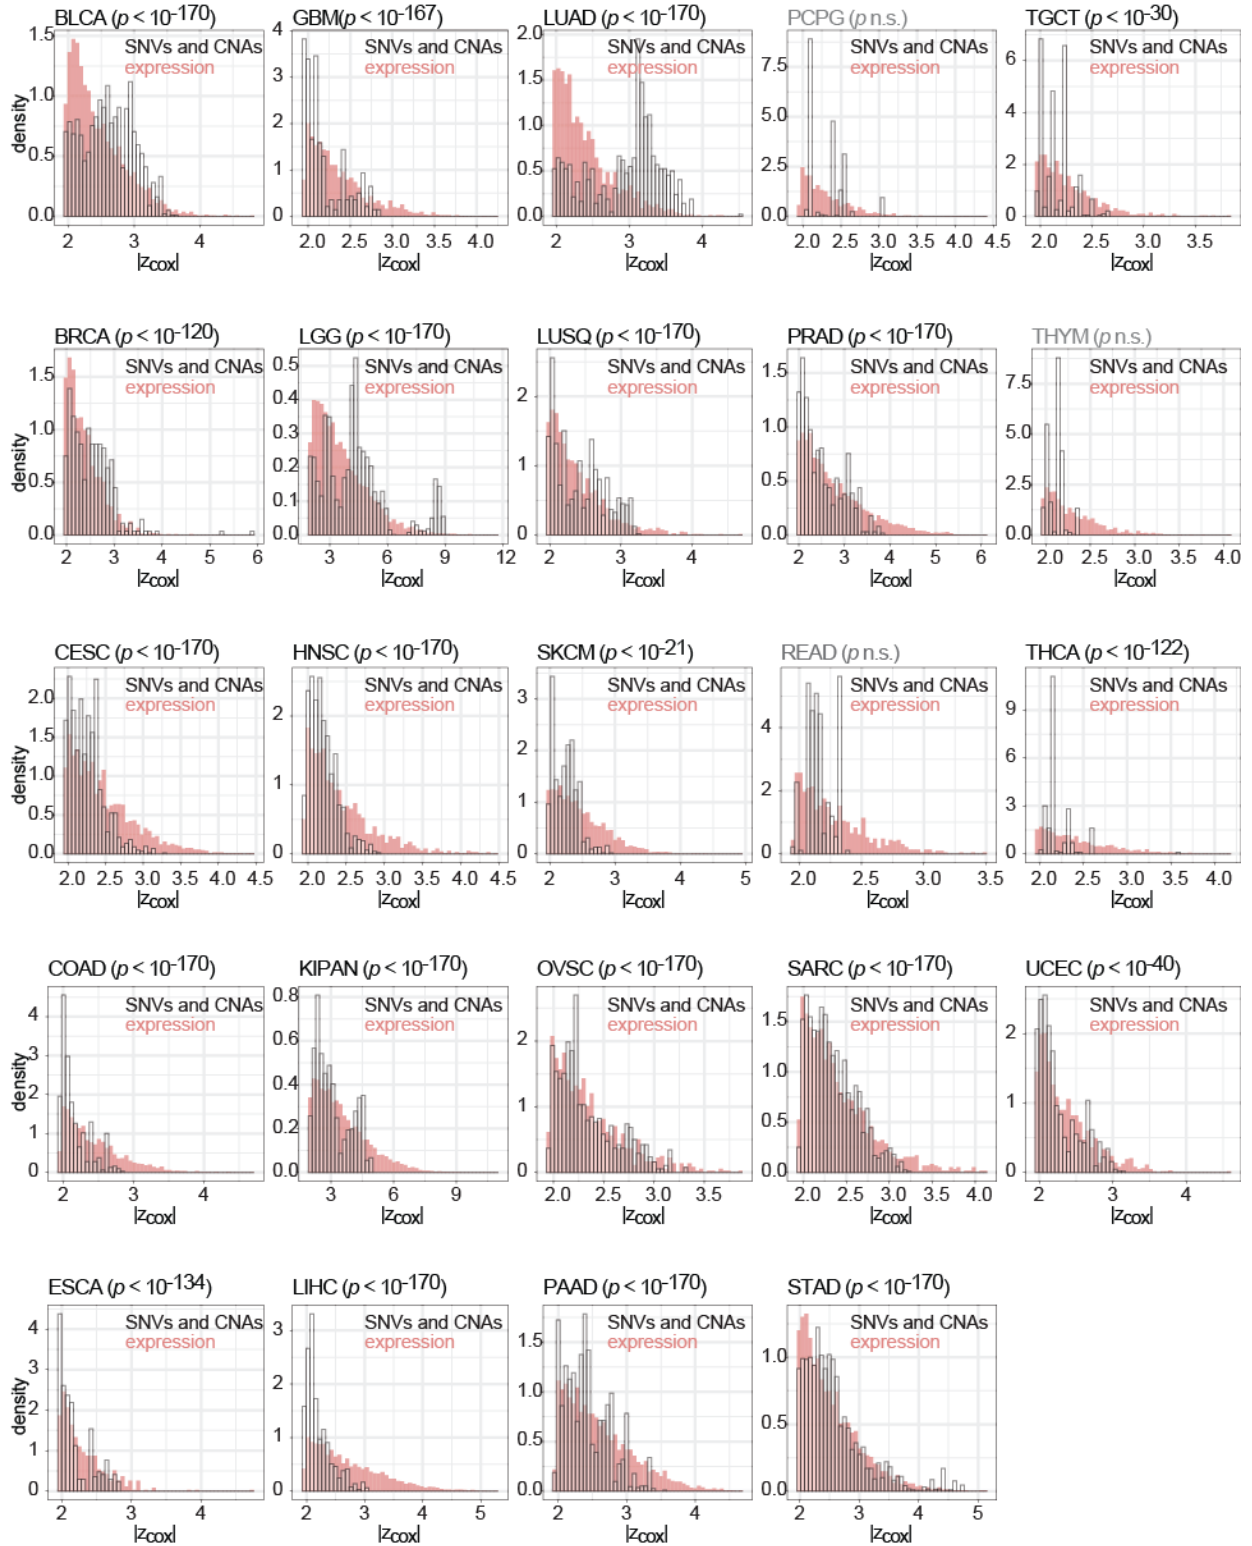 BLCA (p < 10-170)
GBM(p < 10-167)
LUAD (p < 10-170)
PCPG (p n.s.)
TGCT (p < 10-30)
SNVs and CNAs
expression
SNVs and CNAs
expression
SNVs and CNAs
expression
SNVs and CNAs
expression
SNVs and CNAs
expression
density
1.5
1.0
0.5
0.0
4
3
2
1
0
2.0
1.5
1.0
0.5
0.0
7.5
5.0
2.5
0.0
6
4
2
0
2 3 4
2.0 2.5 3.0 3.5 4.0
2 3 4
2.0 2.5 3.0 3.5 4.0 4.5
2.0 2.5 3.0 3.5
|zcox|
|zcox|
|zcox|
|zcox|
|zcox|
BRCA (p < 10-120)
LGG (p < 10-170)
LUSQ (p < 10-170)
PRAD (p < 10-170)
THYM (p n.s.)
SNVs and CNAs
expression
SNVs and CNAs
expression
SNVs and CNAs
expression
SNVs and CNAs
expression
SNVs and CNAs
expression
density
1.5
1.0
0.5
0.0
0.5
0.4
0.3
0.2
0.1
0.0
2
1
0
1.5
1.0
0.5
0.0
7.5
5.0
2.5
0.0
2 3 4 5 6
3 6 9 12
2 3 4
2 3 4 5 6
2.0 2.5 3.0 3.5 4.0
|zcox|
|zcox|
|zcox|
|zcox|
|zcox|
CESC (p < 10-170)
HNSC (p < 10-170)
SKCM (p < 10-21)
READ (p n.s.)
THCA (p < 10-122)
SNVs and CNAs
expression
SNVs and CNAs
expression
SNVs and CNAs
expression
SNVs and CNAs
expression
SNVs and CNAs
expression
density
2.0
1.5
1.0
0.5
0.0
2
1
0
3
2
1
0
4
2
0
9
6
3
0
2.0 2.5 3.0 3.5 4.0 4.5
2.0 2.5 3.0 3.5 4.0 4.5
2 3 4 5
2.0 2.5 3.0 3.5
2.0 2.5 3.0 3.5 4.0
|zcox|
|zcox|
|zcox|
|zcox|
|zcox|
COAD (p < 10-170)
KIPAN (p < 10-170)
OVSC (p < 10-170)
SARC (p < 10-170)
UCEC (p < 10-40)
SNVs and CNAs
expression
SNVs and CNAs
expression
SNVs and CNAs
expression
SNVs and CNAs
expression
SNVs and CNAs
expression
density
4
3
2
1
0
0.8
0.6
0.4
0.2
0.0
2
1
0
1.5
1.0
0.5
0.0
2
1
0
2 3 4
3 6 9
2.0 2.5 3.0 3.5
2.0 2.5 3.0 3.5 4.0
2 3 4
|zcox|
|zcox|
|zcox|
|zcox|
|zcox|
ESCA (p < 10-134)
LIHC (p < 10-170)
PAAD (p < 10-170)
STAD (p < 10-170)
SNVs and CNAs
expression
SNVs and CNAs
expression
SNVs and CNAs
expression
SNVs and CNAs
expression
density
4
3
2
1
0
3
2
1
0
1.5
1.0
0.5
0.0
1.0
0.5
0.0
2 3 4
2 3 4 5
2 3 4
2 3 4 5
|zcox|
|zcox|
|zcox|
|zcox|